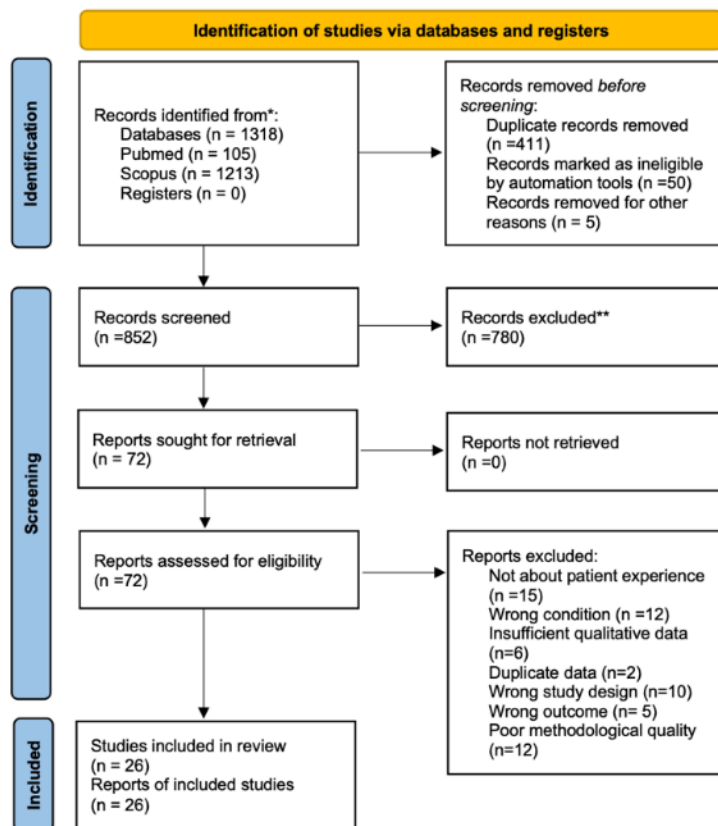 Identification of studies via databases and registers
Identification
Records identified from*:
Databases (n = 1318)
Pubmed (n = 105)
Scopus (n = 1213)
Registers (n = 0)
Records removed before
screening:
Duplicate records removed
(n =411)
Records marked as ineligible
by automation tools (n =50)
Records removed for other
reasons (n = 5)
Screening
Records screened
(n =852)
Records excluded**
(n =780)
Reports sought for retrieval
(n = 72)
Reports not retrieved
(n =0)
Reports assessed for eligibility
(n =72)
Reports excluded:
Not about patient experience
(n =15)
Wrong condition (n =12)
Insufficient qualitative data
(n=6)
Duplicate data (n=2)
Wrong study design (n=10)
Wrong outcome (n= 5)
Poor methodological quality
(n=12)
Included
Studies included in review
(n = 26)
Reports of included studies
(n = 26)